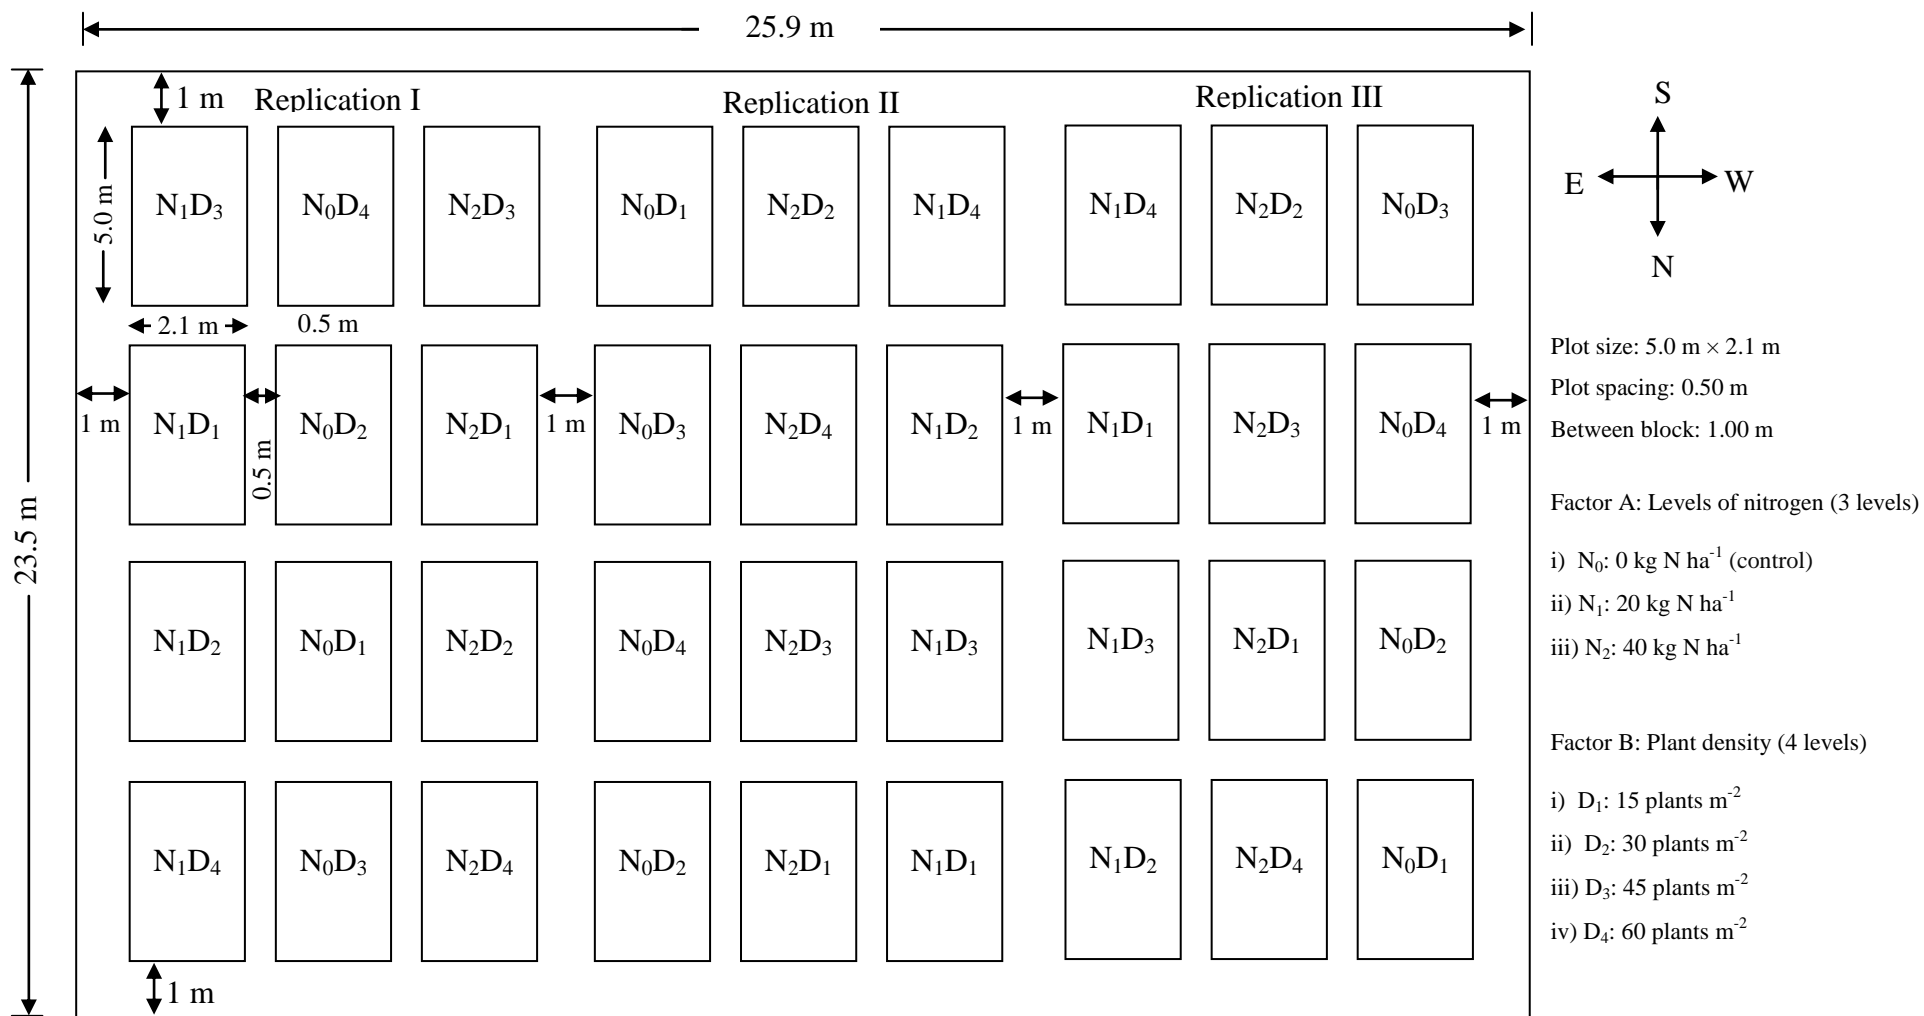 25.9 m
1 m
Replication I
Replication II
Replication III
S
E
W
N
5.0 m
N₁D₃
N₀D₄
N₂D₃
N₀D₁
N₂D₂
N₁D₄
N₁D₄
N₂D₂
N₀D₃
2.1 m
0.5 m
Plot size: 5.0 m × 2.1 m
Plot spacing: 0.50 m
Between block: 1.00 m
1 m
N₁D₁
0.5 m
N₀D₂
N₂D₁
1 m
N₀D₃
N₂D₄
N₁D₂
1 m
N₁D₁
N₂D₃
N₀D₄
1 m
23.5 m
Factor A: Levels of nitrogen (3 levels)
i) N₀: 0 kg N ha⁻¹ (control)
ii) N₁: 20 kg N ha⁻¹
iii) N₂: 40 kg N ha⁻¹
N₁D₂
N₀D₁
N₂D₂
N₀D₄
N₂D₃
N₁D₃
N₁D₃
N₂D₁
N₀D₂
Factor B: Plant density (4 levels)
i) D₁: 15 plants m⁻²
ii) D₂: 30 plants m⁻²
iii) D₃: 45 plants m⁻²
iv) D₄: 60 plants m⁻²
N₁D₄
N₀D₃
N₂D₄
N₀D₂
N₂D₁
N₁D₁
N₁D₂
N₂D₄
N₀D₁
1 m